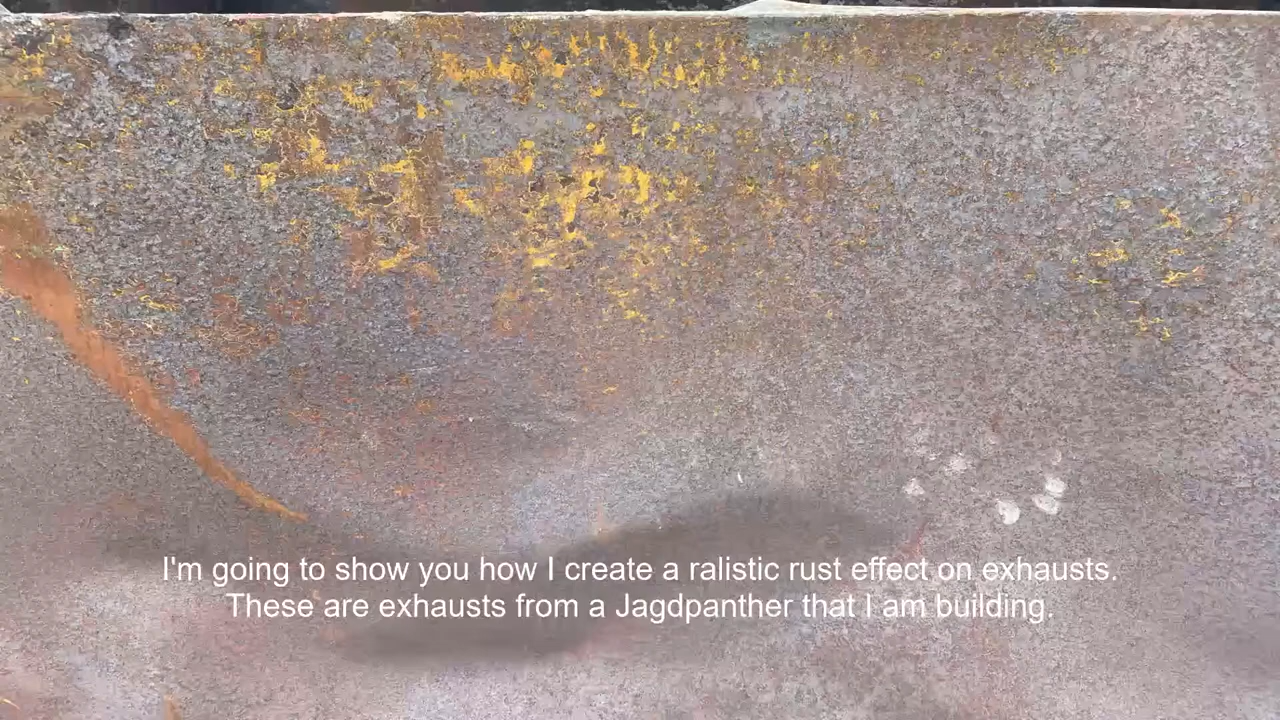 I'm going to show you how I create a ralistic rust effect on exhausts.
These are exhausts from a Jagdpanther that I am building.